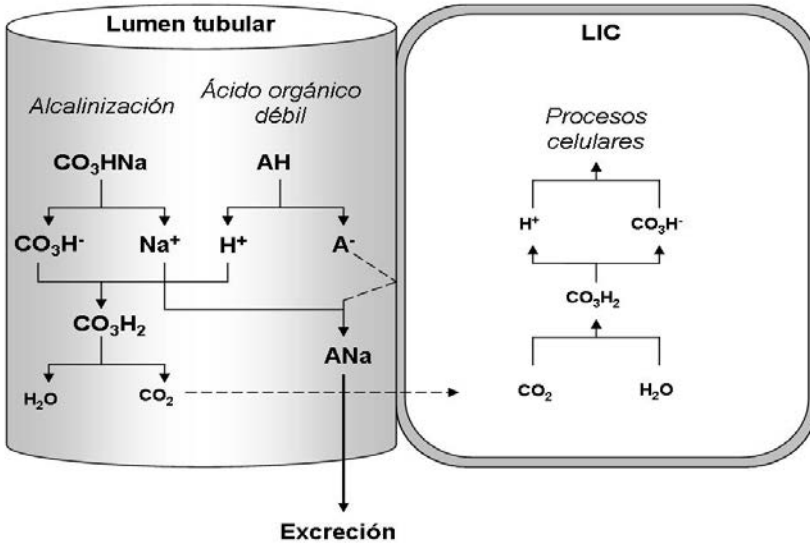 Lumen tubular
LIC
Alcalinización
Ácido orgánico
débil
CO₃HNa
AH
CO₃H⁻
Na⁺
H⁺
A⁻
CO₃H₂
ANa
H₂O
CO₂
Excreción
Procesos
celulares
H⁺
CO₃H⁻
CO₃H₂
CO₂
H₂O